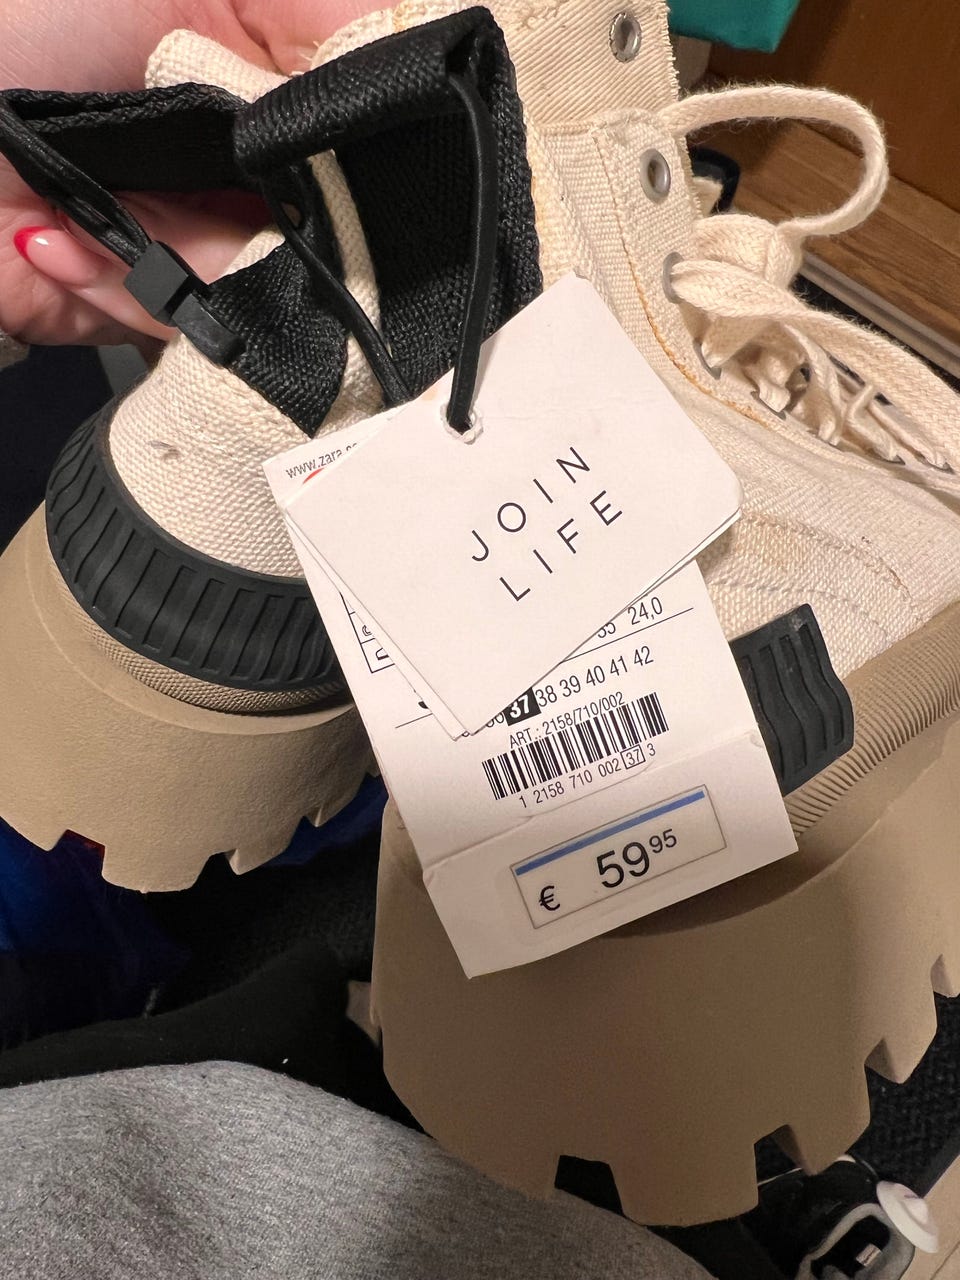 www.zara.
JOIN
LIFE
35 24,0
37 38 39 40 41 42
ART.: 2158/710/002
1 2158 710 002 37 3
€ 59 95